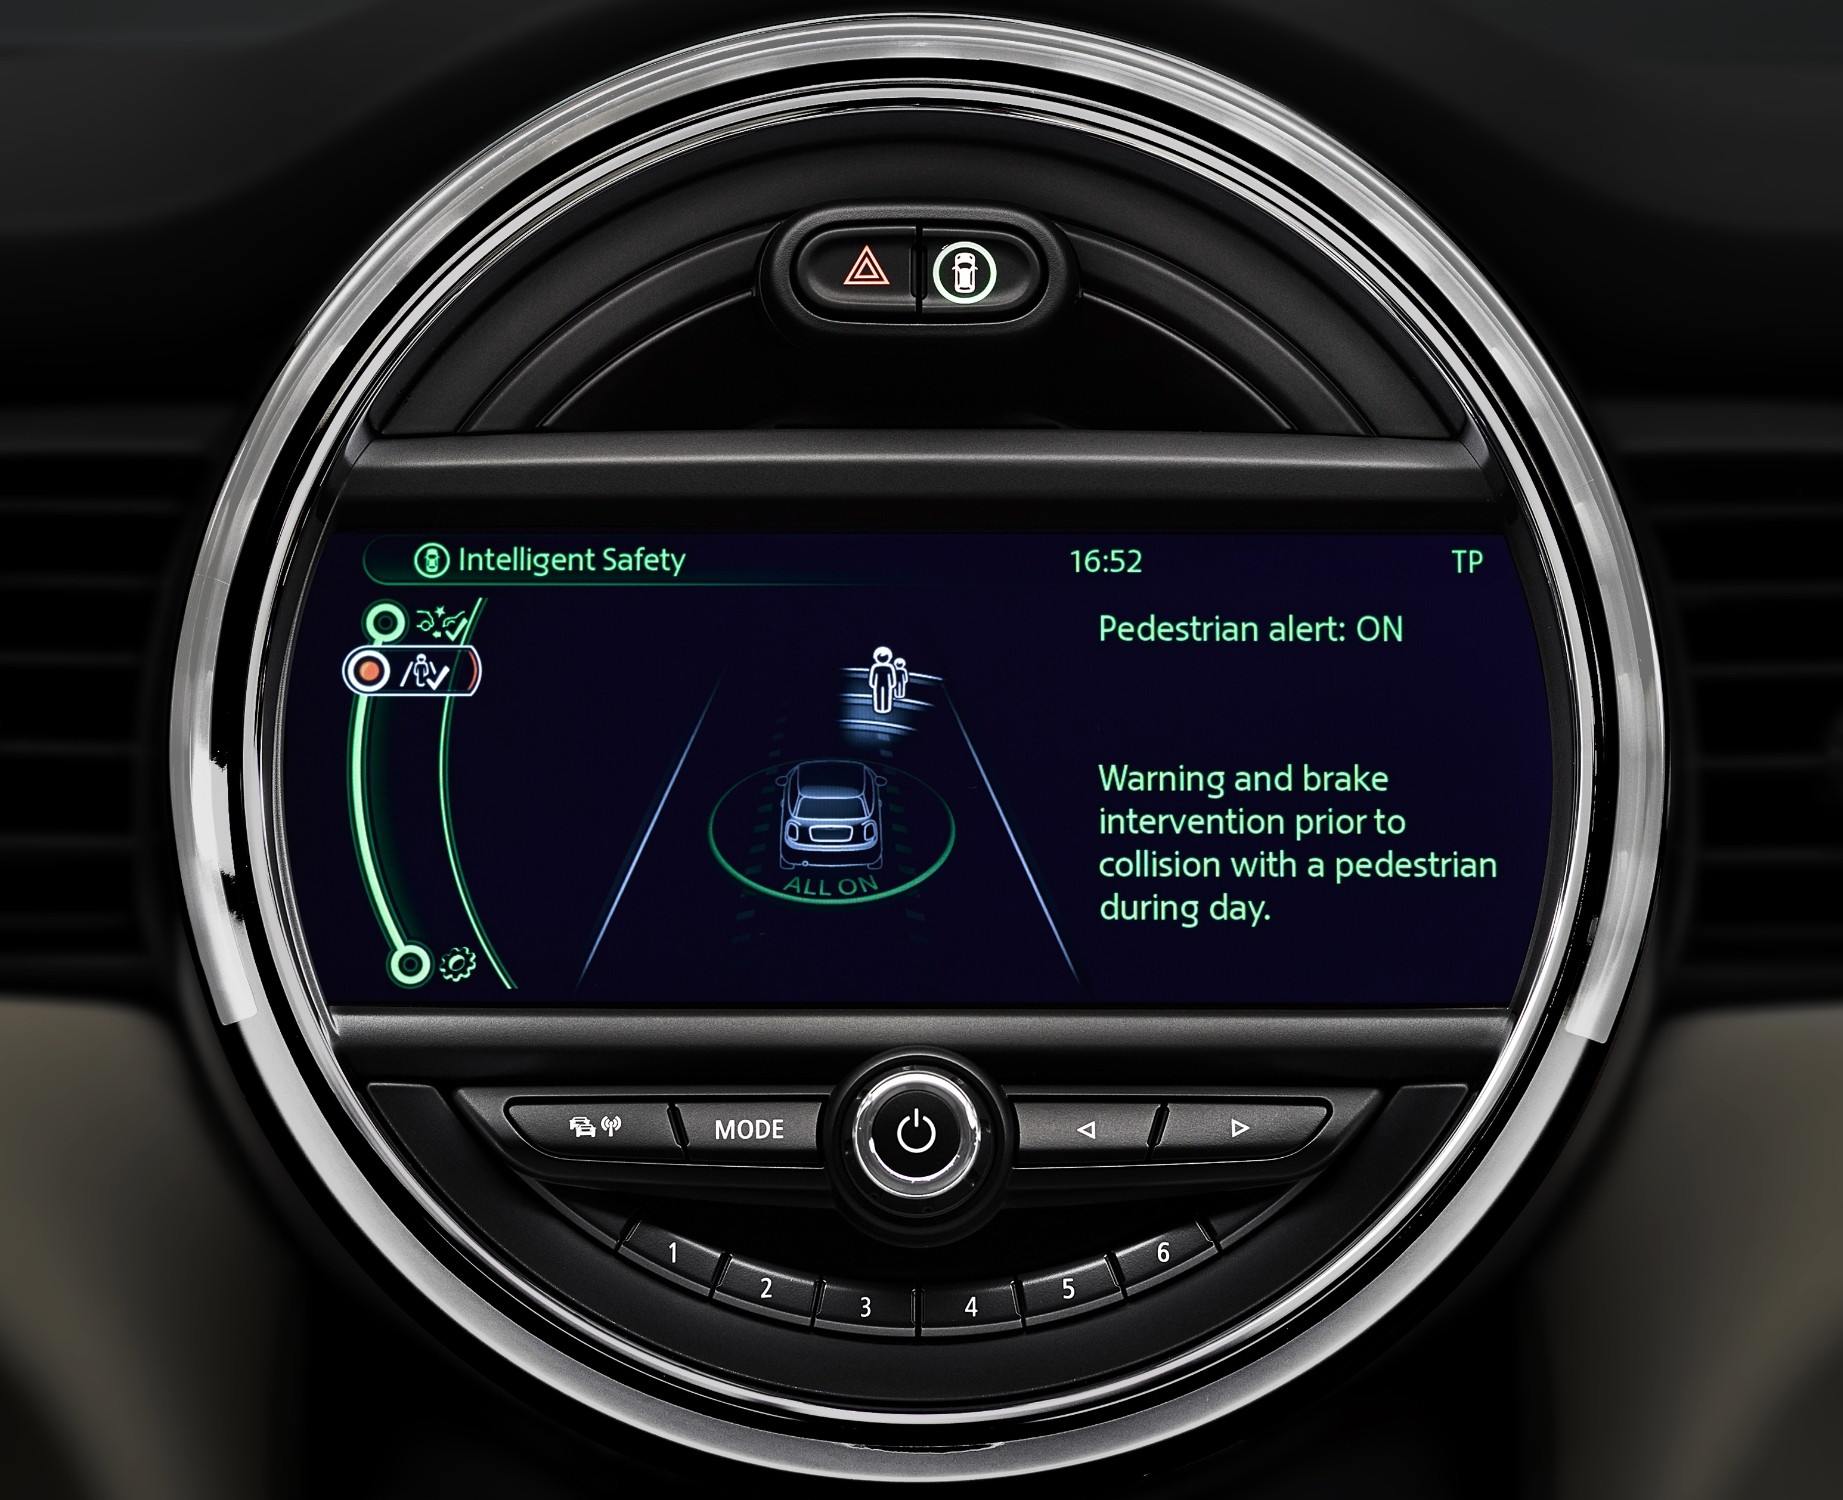 Intelligent Safety
16:52
TP
Pedestrian alert: ON
Warning and brake
intervention prior to
collision with a pedestrian
during day.
ALL ON
MODE
1
2
3
4
5
6